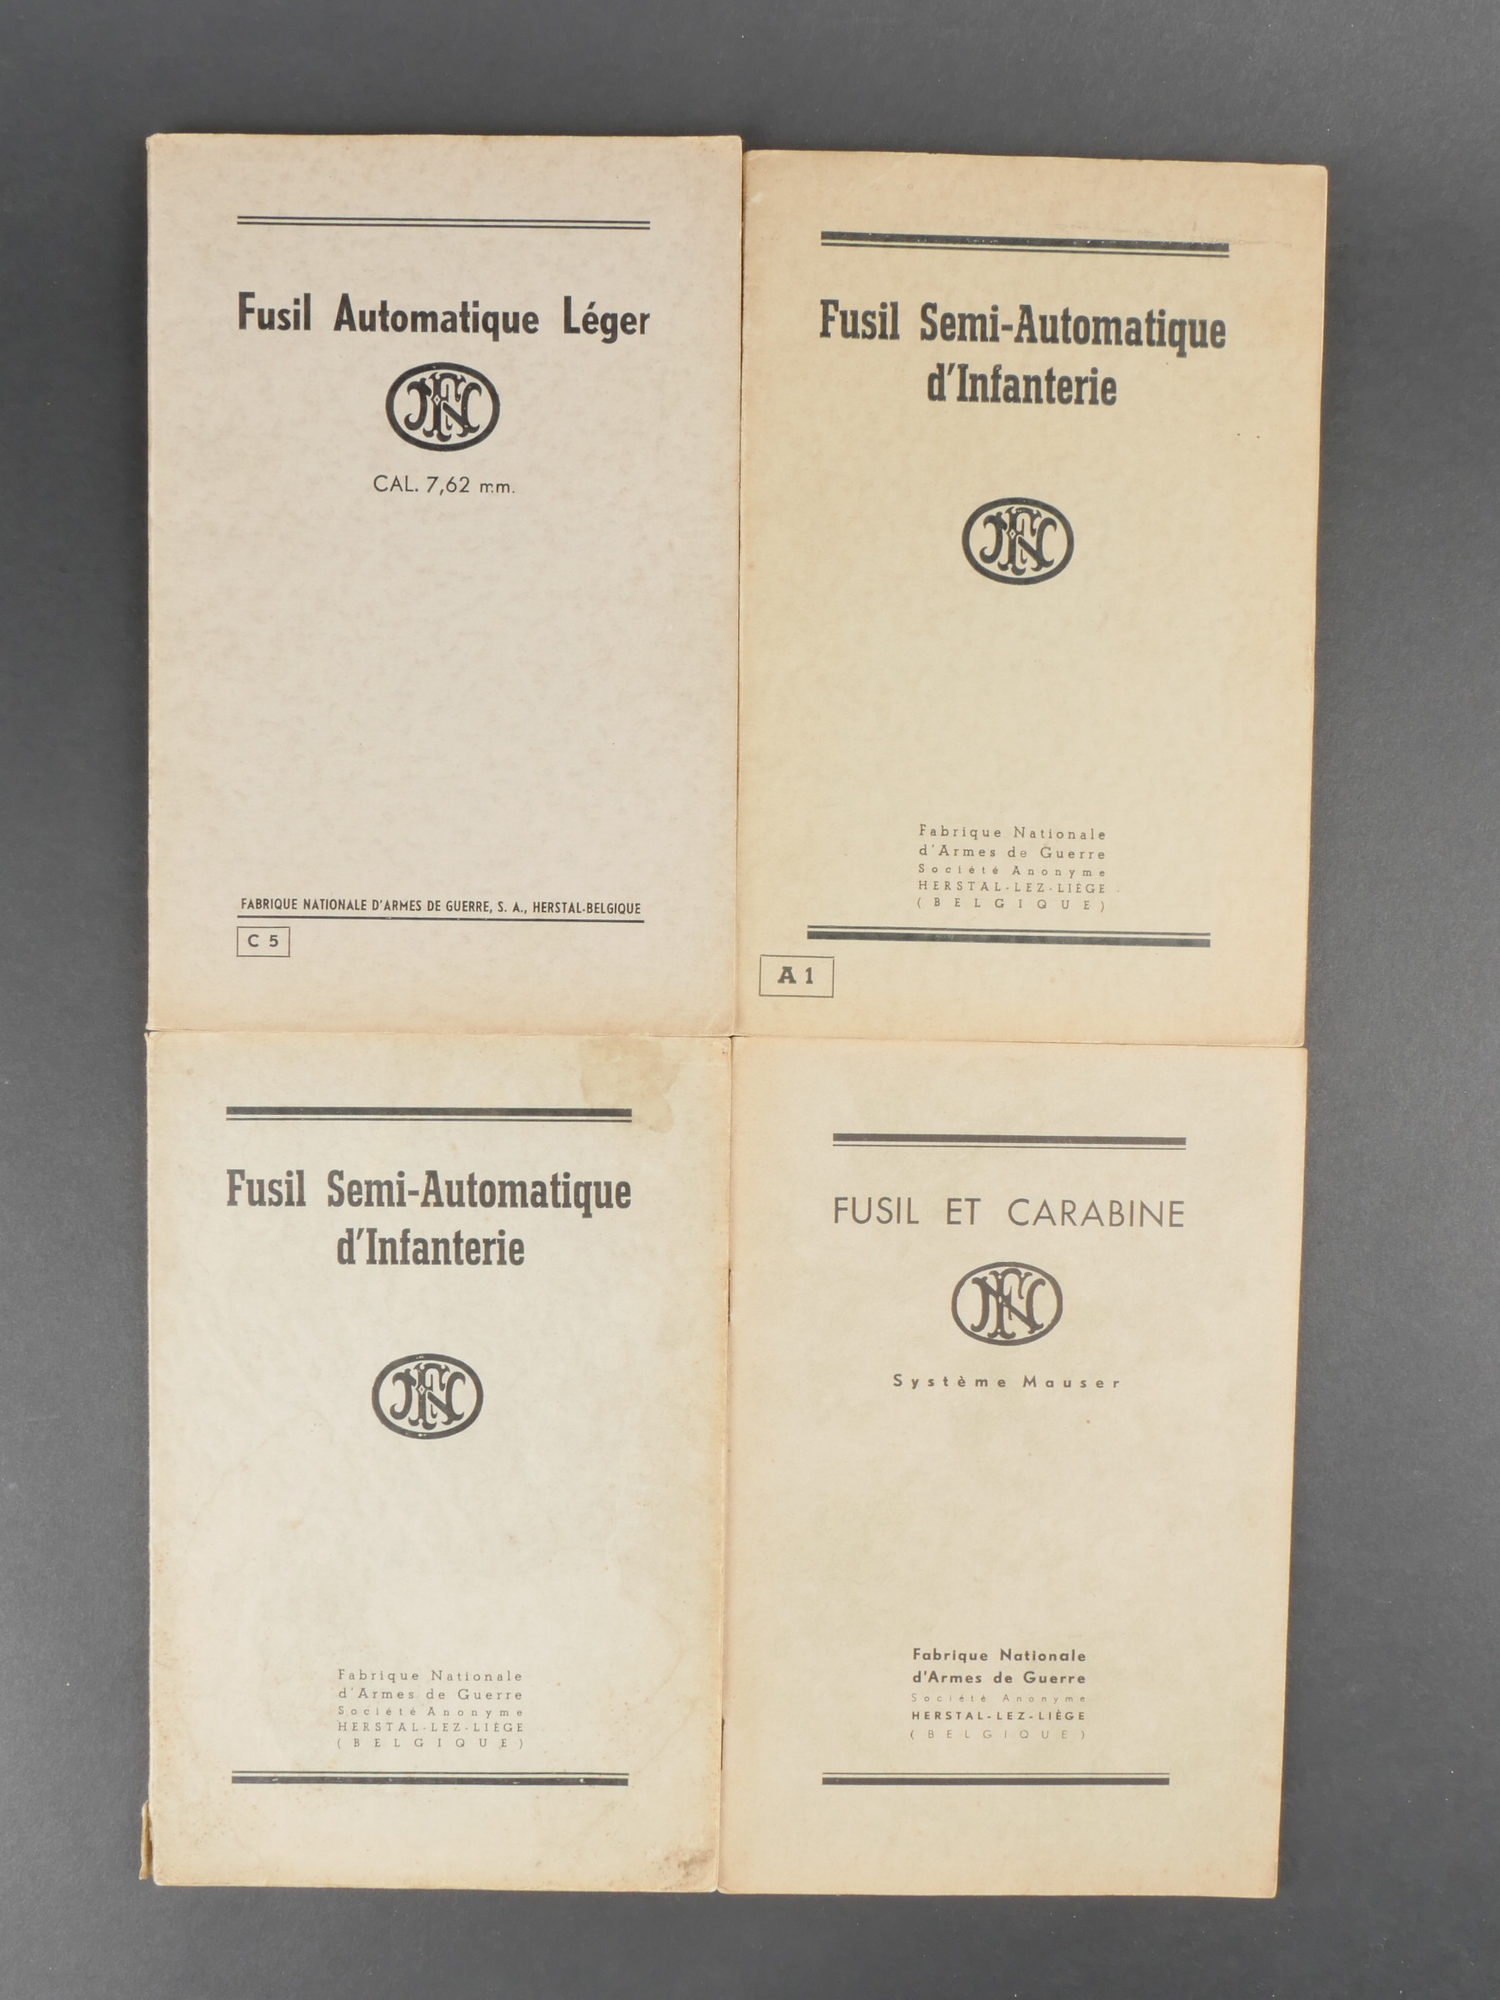 Fusil Automatique Léger
FN
CAL. 7,62 mm.
FABRIQUE NATIONALE D'ARMES DE GUERRE, S. A., HERSTAL-BELGIQUE
C 5
Fusil Semi-Automatique
d'Infanterie
FN
Fabrique Nationale
d'Armes de Guerre
Société Anonyme
HERSTAL-LEZ-LIÈGE
(BELGIQUE)
A 1
Fusil Semi-Automatique
d'Infanterie
FN
Fabrique Nationale
d'Armes de Guerre
Société Anonyme
HERSTAL-LEZ-LIÈGE
(BELGIQUE)
FUSIL ET CARABINE
FN
Système Mauser
Fabrique Nationale
d'Armes de Guerre
Société Anonyme
HERSTAL-LEZ-LIÈGE
(BELGIQUE)